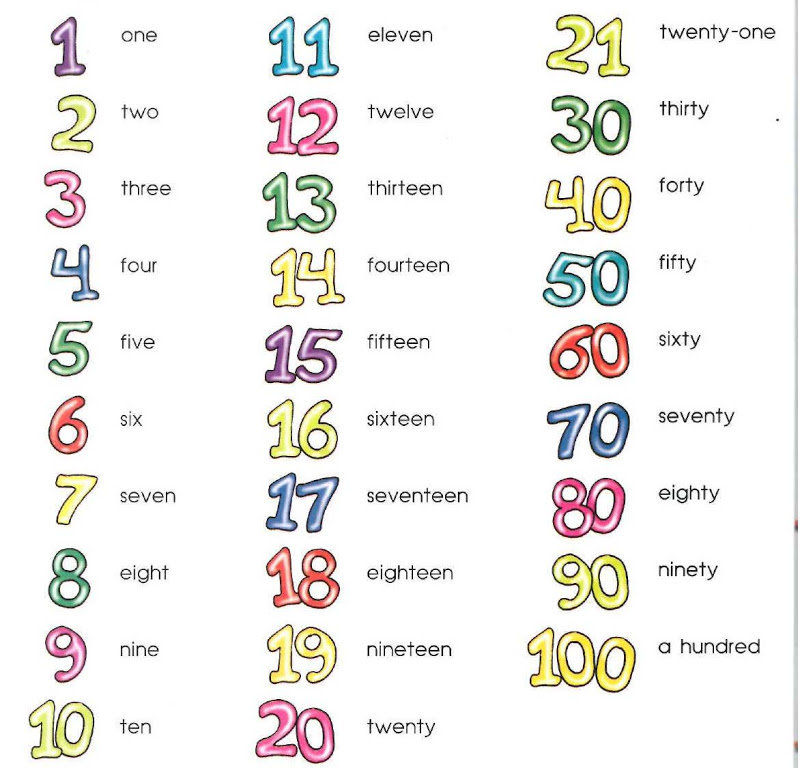 1 one
2 two
3 three
4 four
5 five
6 six
7 seven
8 eight
9 nine
10 ten
11 eleven
12 twelve
13 thirteen
14 fourteen
15 fifteen
16 sixteen
17 seventeen
18 eighteen
19 nineteen
20 twenty
21 twenty-one
30 thirty
40 forty
50 fifty
60 sixty
70 seventy
80 eighty
90 ninety
100 a hundred